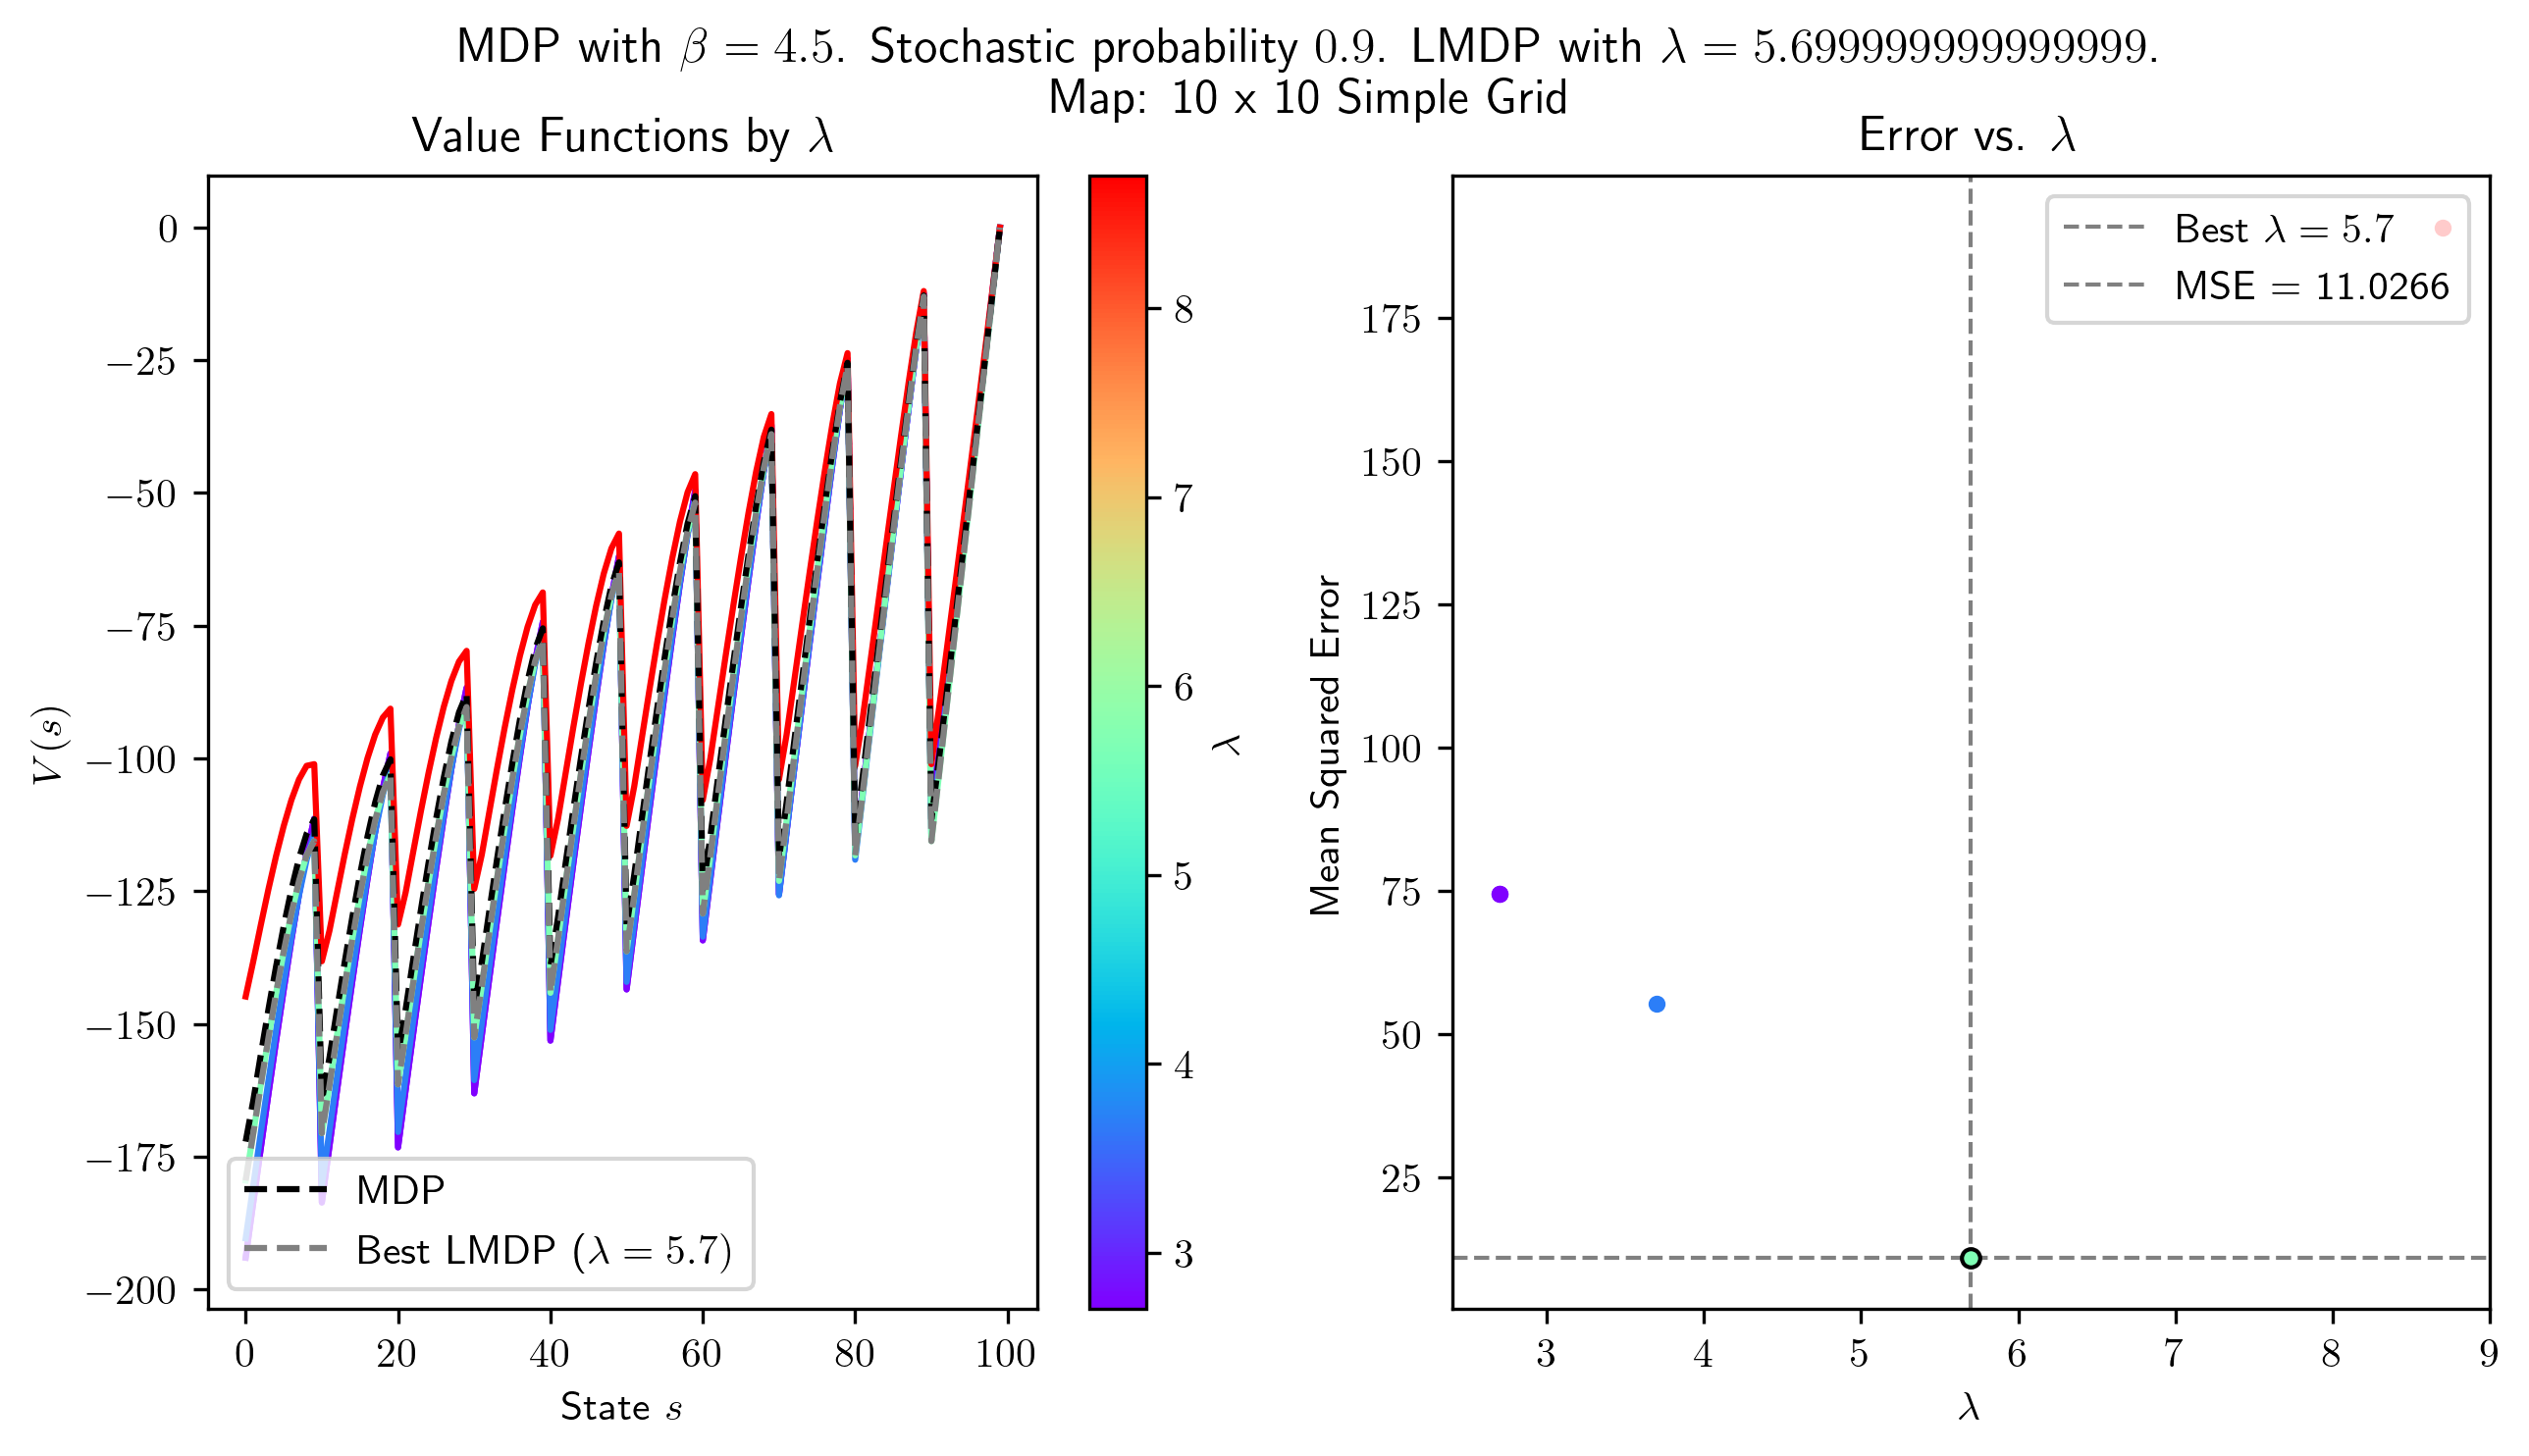 MDP with β = 4.5. Stochastic probability 0.9. LMDP with λ = 5.699999999999999.
Map: 10 x 10 Simple Grid
Value Functions by λ
0
−25
−50
−75
−100
−125
−150
−175
−200
V(s)
MDP
Best LMDP (λ = 5.7)
0 20 40 60 80 100
State s
8
7
6
5
4
3
λ
Error vs. λ
Best λ = 5.7
MSE = 11.0266
175
150
125
100
75
50
25
Mean Squared Error
3 4 5 6 7 8 9
λ